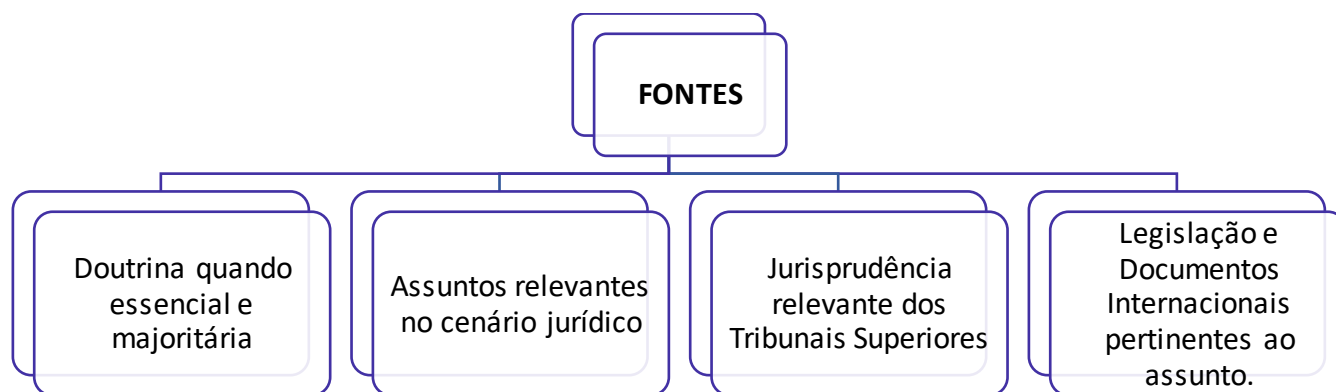 FONTES
Doutrina quando
essencial e
majoritária
Assuntos relevantes
no cenário jurídico
Jurisprudência
relevante dos
Tribunais Superiores
Legislação e
Documentos
Internacionais
pertinentes ao
assunto.